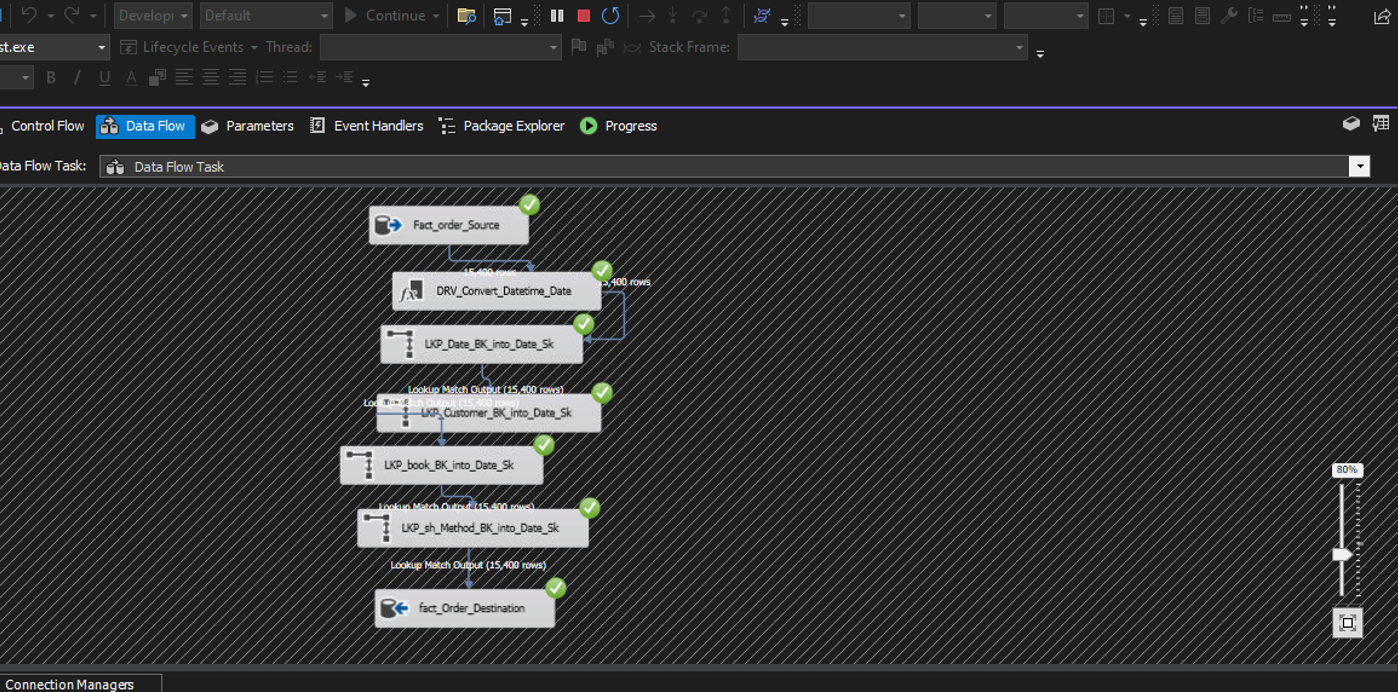 Develop Default Continue
st.exe Lifecycle Events Thread: Stack Frame:
B I U A
Control Flow Data Flow Parameters Event Handlers Package Explorer Progress
ata Flow Task: Data Flow Task
Fact_order_Source
15,400 rows
5,400 rows
DRV_Convert_Datetime_Date
LKP_Date_BK_into_Date_Sk
Lookup Match Output (15,400 rows)
Lookup Match Output (15,400 rows)
LKP_Customer_BK_into_Date_Sk
LKP_book_BK_into_Date_Sk
Lookup Match Output (15,400 rows)
LKP_sh_Method_BK_into_Date_Sk
Lookup Match Output (15,400 rows)
fact_Order_Destination
80%
Connection Managers